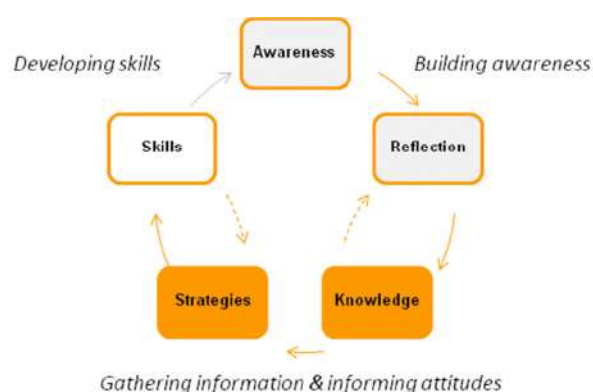 Awareness
Developing skills
Building awareness
Skills
Reflection
Strategies
Knowledge
Gathering information & informing attitudes